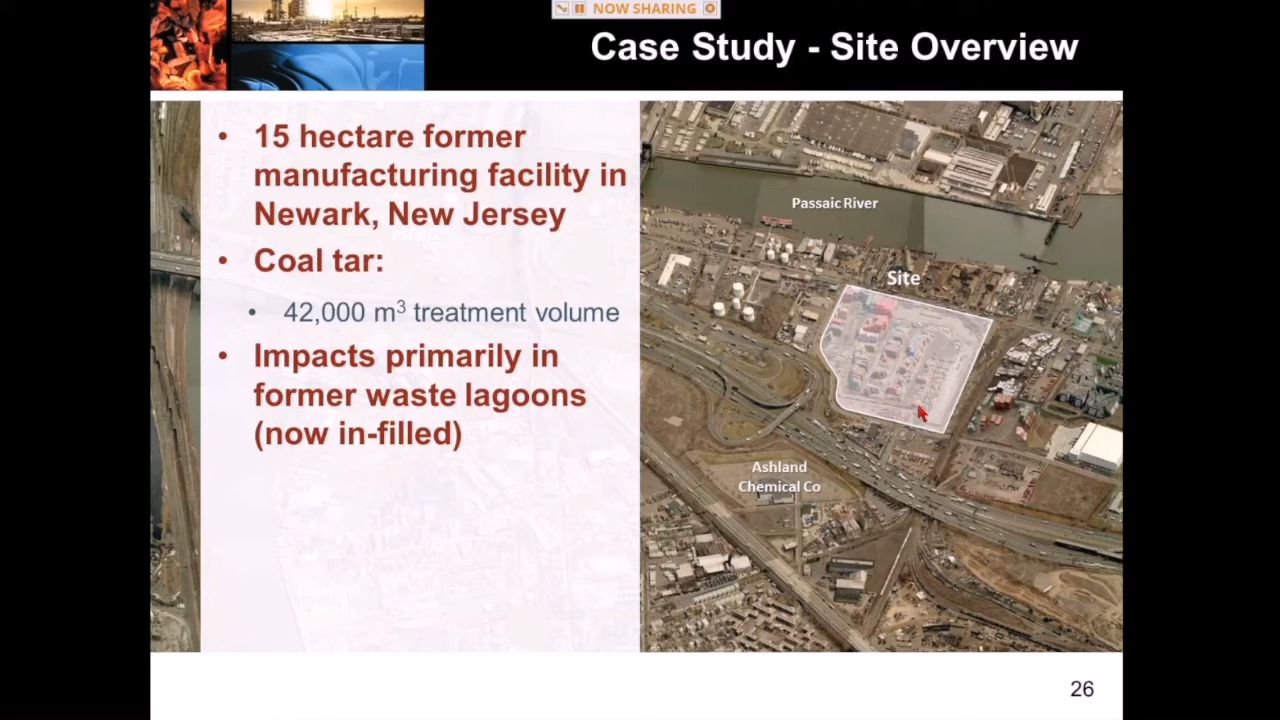 NOW SHARING
Case Study - Site Overview
• 15 hectare former
manufacturing facility in
Newark, New Jersey
• Coal tar:
• 42,000 m³ treatment volume
• Impacts primarily in
former waste lagoons
(now in-filled)
Passaic River
Site
Ashland
Chemical Co
26